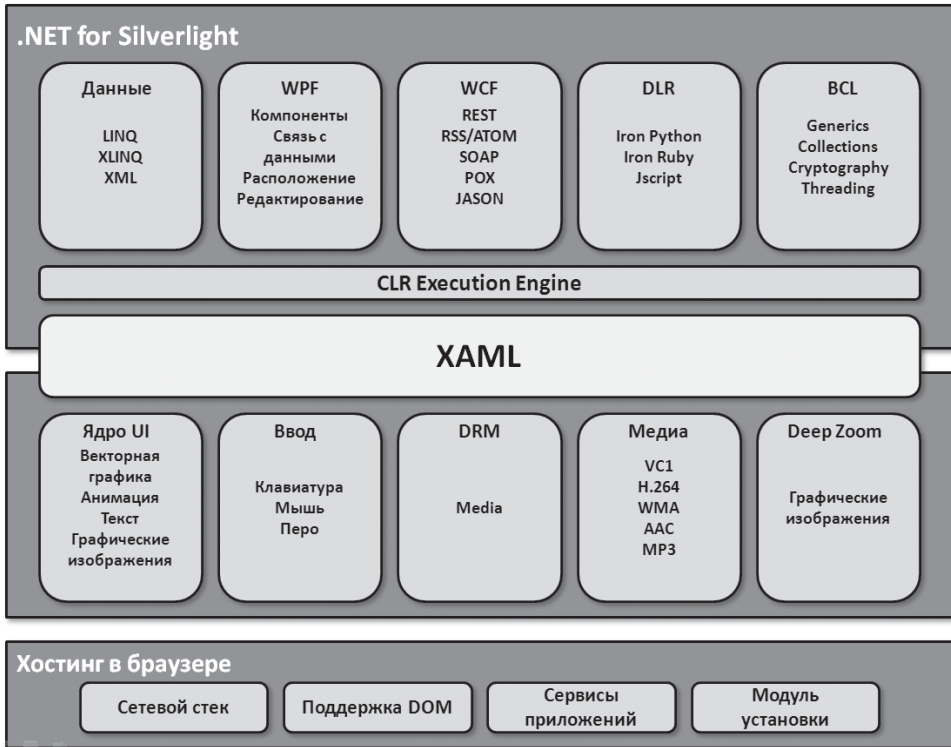 .NET for Silverlight
Данные
LINQ
XLINQ
XML
WPF
Компоненты
Связь с
данными
Расположение
Редактирование
WCF
REST
RSS/ATOM
SOAP
POX
JASON
DLR
Iron Python
Iron Ruby
Jscript
BCL
Generics
Collections
Cryptography
Threading
CLR Execution Engine
XAML
Ядро UI
Векторная
графика
Анимация
Текст
Графические
изображения
Ввод
Клавиатура
Мышь
Перо
DRM
Media
Медиа
VC1
H.264
WMA
AAC
MP3
Deep Zoom
Графические
изображения
Хостинг в браузере
Сетевой стек
Поддержка DOM
Сервисы
приложений
Модуль
установки